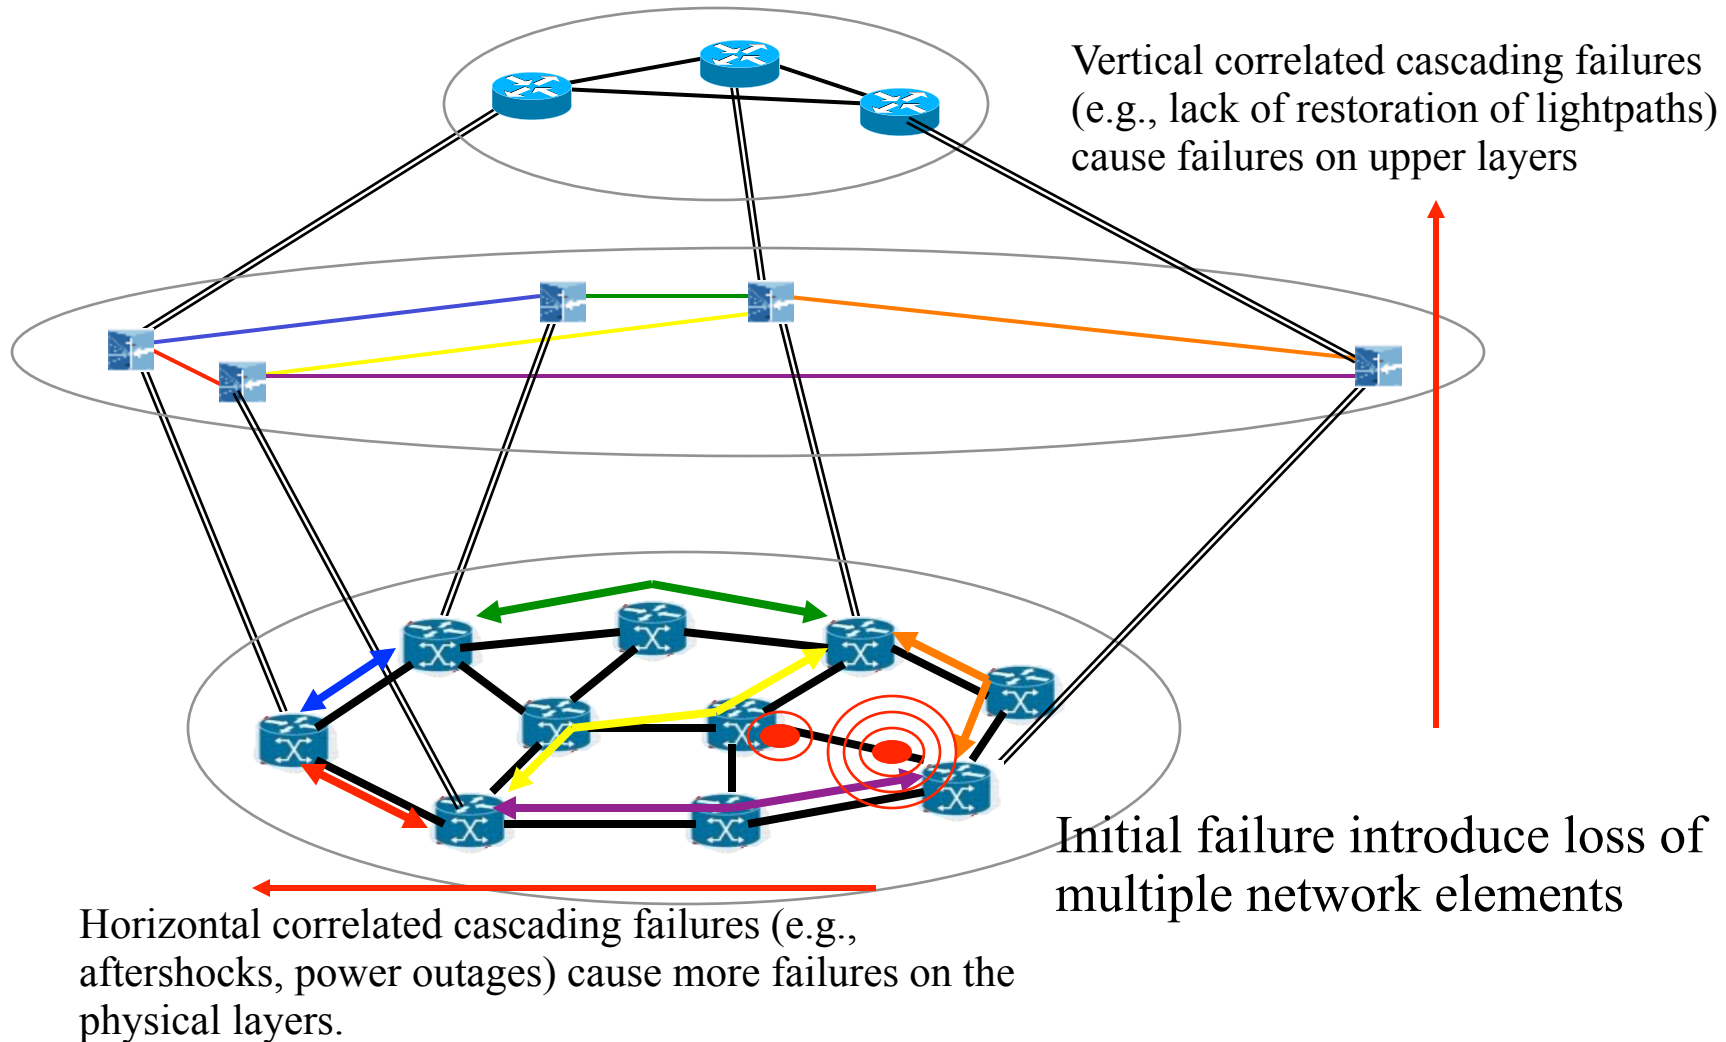 Vertical correlated cascading failures
(e.g., lack of restoration of lightpaths)
cause failures on upper layers
Initial failure introduce loss of
multiple network elements
Horizontal correlated cascading failures (e.g.,
aftershocks, power outages) cause more failures on the
physical layers.